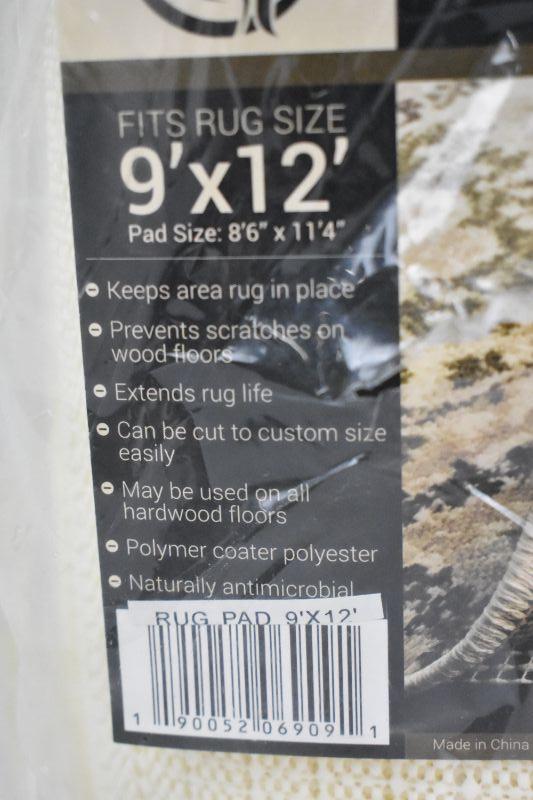 FITS RUG SIZE
9'x12'
Pad Size: 8'6" x 11'4"
Keeps area rug in place
Prevents scratches on
wood floors
Extends rug life
Can be cut to custom size
easily
May be used on all
hardwood floors
Polymer coater polyester
Naturally antimicrobial
RUG PAD 9'X12'
1 90052 06909 1
Made in China